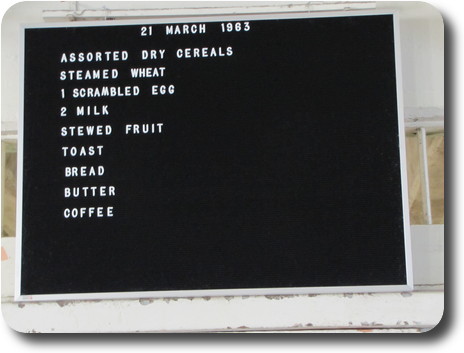 21 MARCH 1963
ASSORTED DRY CEREALS
STEAMED WHEAT
1 SCRAMBLED EGG
2 MILK
STEWED FRUIT
TOAST
BREAD
BUTTER
COFFEE